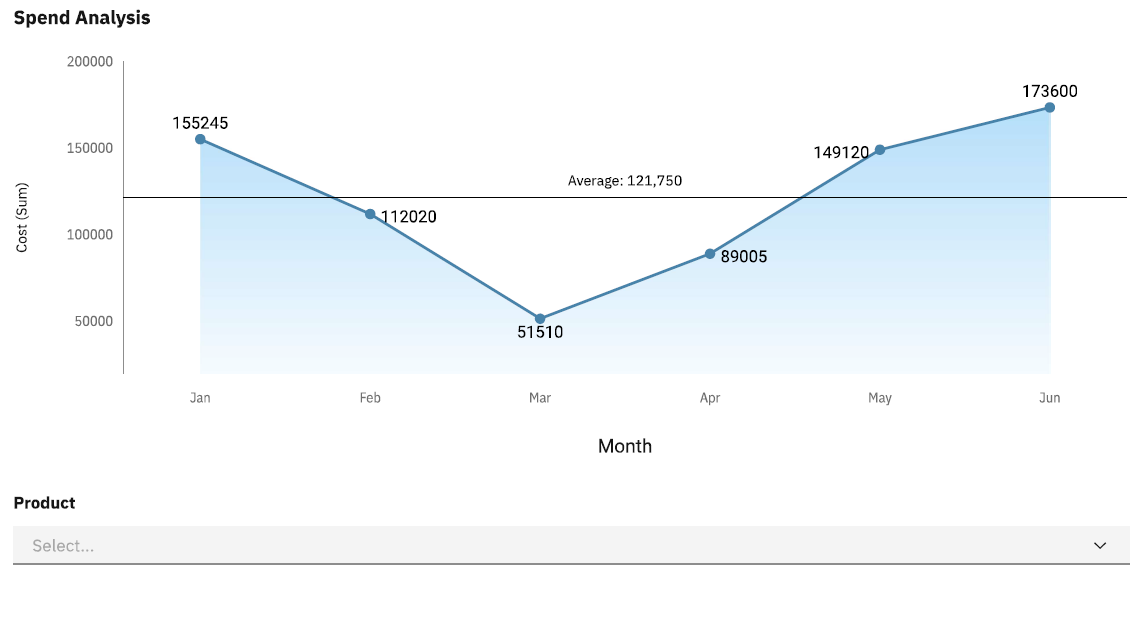 Spend Analysis
200000
173600
155245
150000
149120
Average: 121,750
112020
100000
89005
50000
51510
Cost (Sum)
Jan Feb Mar Apr May Jun
Month
Product
Select...